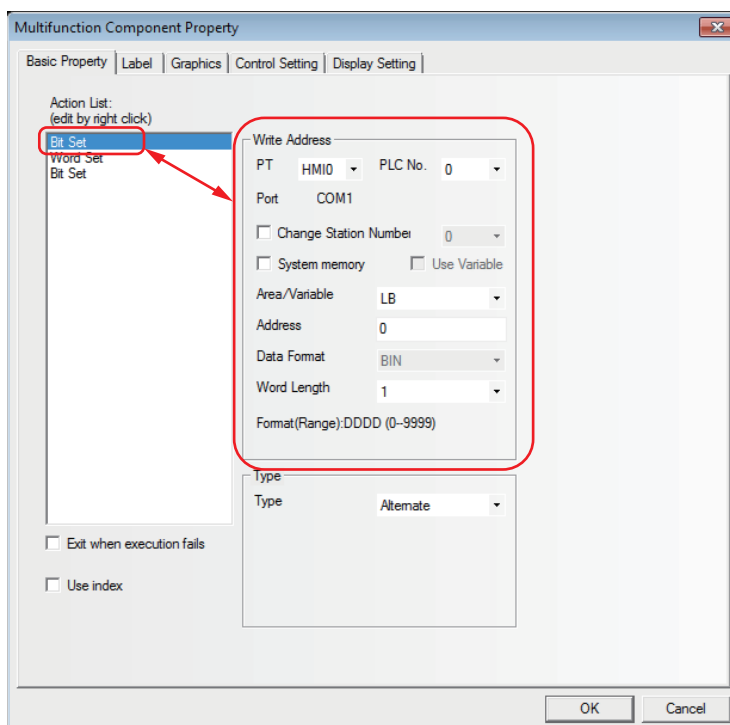 Multifunction Component Property
Basic Property Label Graphics Control Setting Display Setting
Action List:
(edit by right click)
Bit Set
Word Set
Bit Set
Exit when execution fails
Use index
Write Address
PT HMI0 PLC No. 0
Port COM1
Change Station Number 0
System memory Use Variable
Area/Variable LB
Address 0
Data Format BIN
Word Length 1
Format(Range):DDDD (0--9999)
Type
Type Alternate
OK Cancel